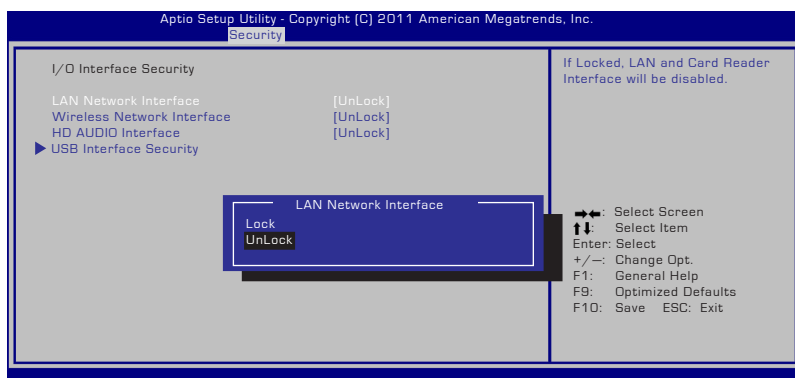 Aptio Setup Utility - Copyright (C) 2011 American Megatrends, Inc.
Security
I/O Interface Security
LAN Network Interface [UnLock]
Wireless Network Interface [UnLock]
HD AUDIO Interface [UnLock]
USB Interface Security
If Locked, LAN and Card Reader
Interface will be disabled.
LAN Network Interface
Lock
UnLock
→←: Select Screen
↑↓: Select Item
Enter: Select
+/—: Change Opt.
F1: General Help
F9: Optimized Defaults
F10: Save ESC: Exit